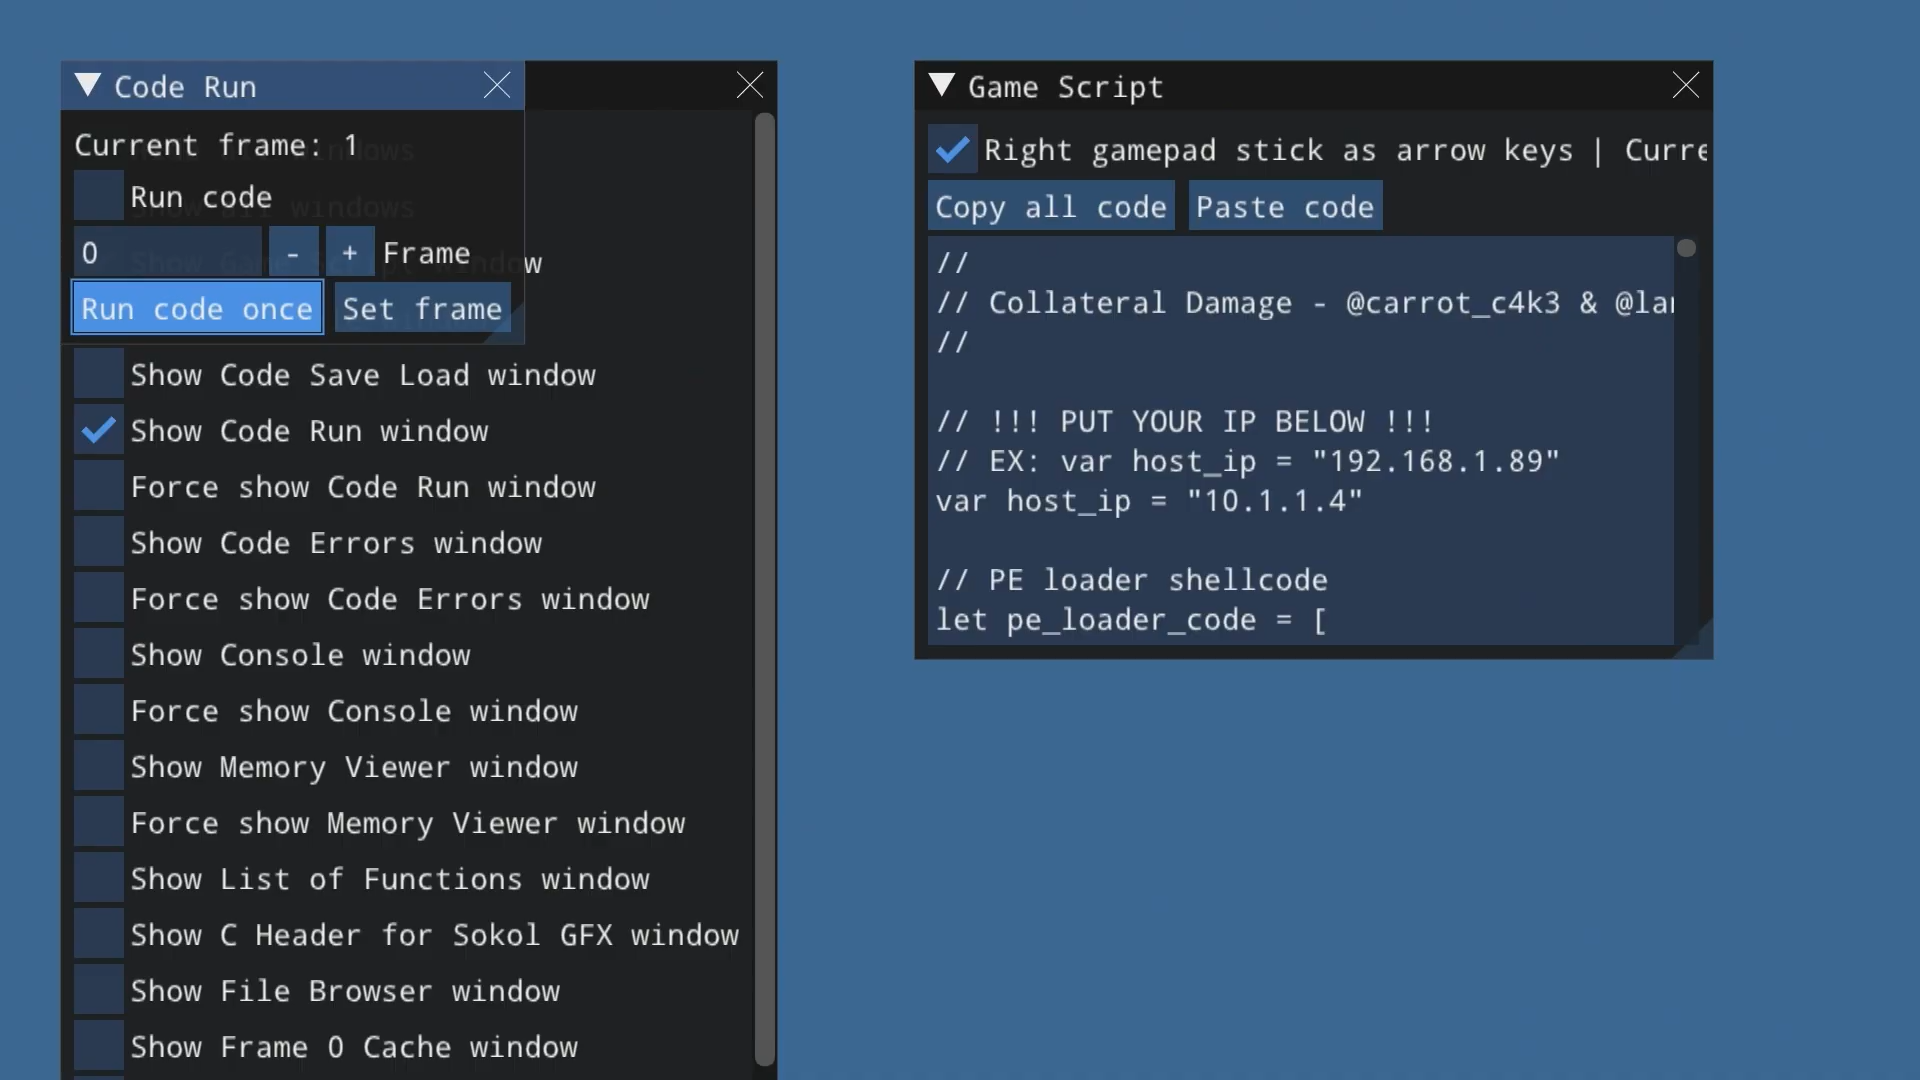 Code Run
Current frame: 1
Run code
0 - + Frame
Run code once Set frame
Show Code Save Load window
Show Code Run window
Force show Code Run window
Show Code Errors window
Force show Code Errors window
Show Console window
Force show Console window
Show Memory Viewer window
Force show Memory Viewer window
Show List of Functions window
Show C Header for Sokol GFX window
Show File Browser window
Show Frame 0 Cache window
Game Script
Right gamepad stick as arrow keys | Curre
Copy all code Paste code
//
// Collateral Damage - @carrot_c4k3 & @lan
//
// !!! PUT YOUR IP BELOW !!!
// EX: var host_ip = "192.168.1.89"
var host_ip = "10.1.1.4"
// PE loader shellcode
let pe_loader_code = [